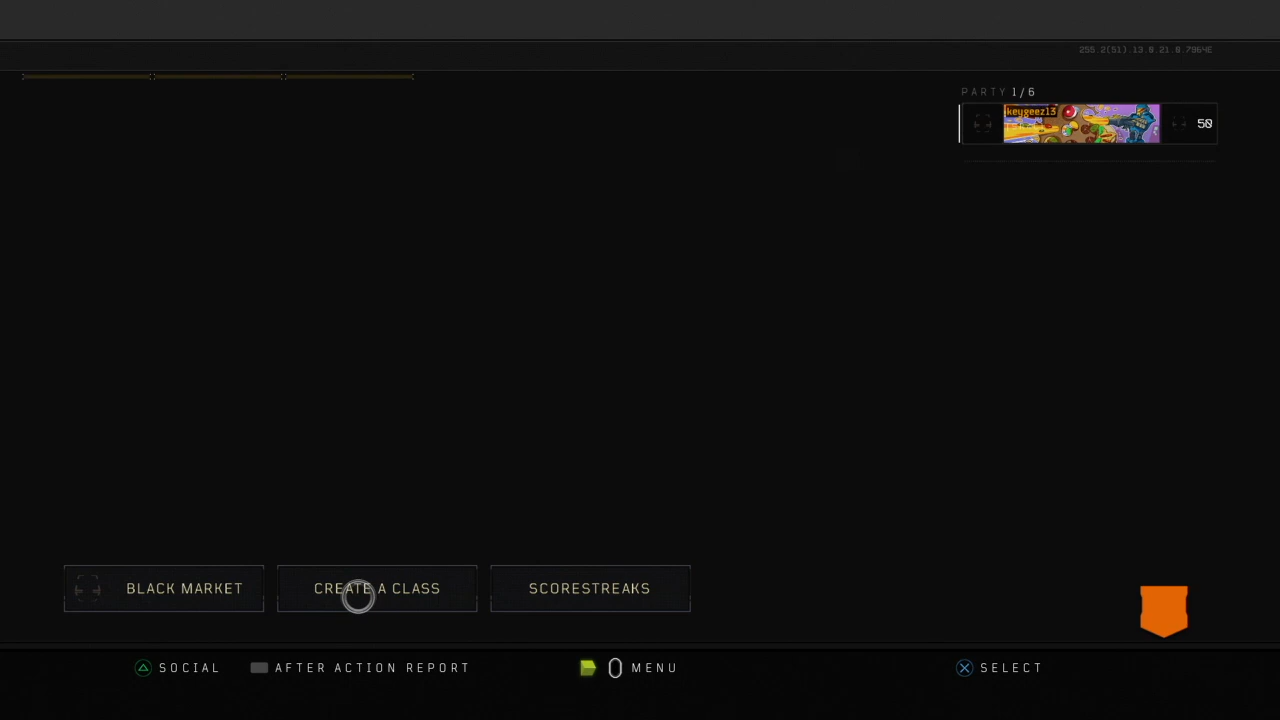 PARTY 1/6
keygeez13
50
BLACK MARKET
CREATE A CLASS
SCORESTREAKS
SOCIAL
AFTER ACTION REPORT
MENU
SELECT